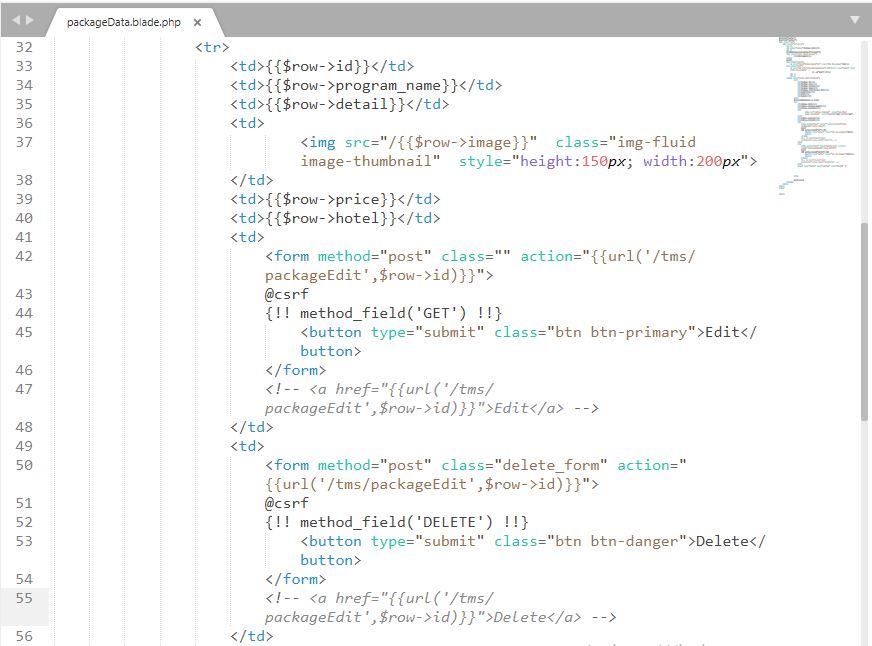 packageData.blade.php ×
32 <tr>
33 <td>{{$row->id}}</td>
34 <td>{{$row->program_name}}</td>
35 <td>{{$row->detail}}</td>
36 <td>
37 <img src="/{{$row->image}}"  class="img-fluid
image-thumbnail"  style="height:150px; width:200px">
38 </td>
39 <td>{{$row->price}}</td>
40 <td>{{$row->hotel}}</td>
41 <td>
42 <form method="post" class="" action="{{url('/tms/
packageEdit',$row->id)}}">
43 @csrf
44 {!! method_field('GET') !!}
45 <button type="submit" class="btn btn-primary">Edit</
button>
46 </form>
47 <!-- <a href="{{url('/tms/
packageEdit',$row->id)}}">Edit</a> -->
48 </td>
49 <td>
50 <form method="post" class="delete_form" action="
{{url('/tms/packageEdit',$row->id)}}">
51 @csrf
52 {!! method_field('DELETE') !!}
53 <button type="submit" class="btn btn-danger">Delete</
button>
54 </form>
55 <!-- <a href="{{url('/tms/
packageEdit',$row->id)}}">Delete</a> -->
56 </td>